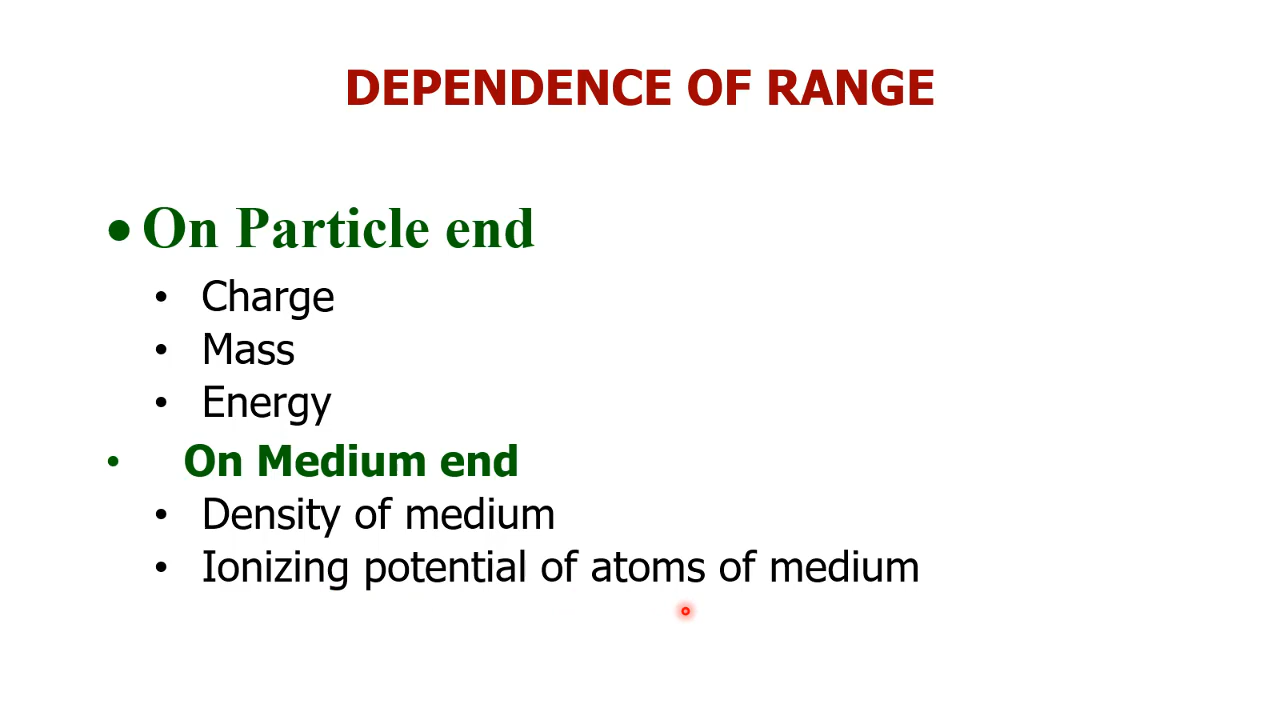 DEPENDENCE OF RANGE
• On Particle end
• Charge
• Mass
• Energy
• On Medium end
• Density of medium
• Ionizing potential of atoms of medium